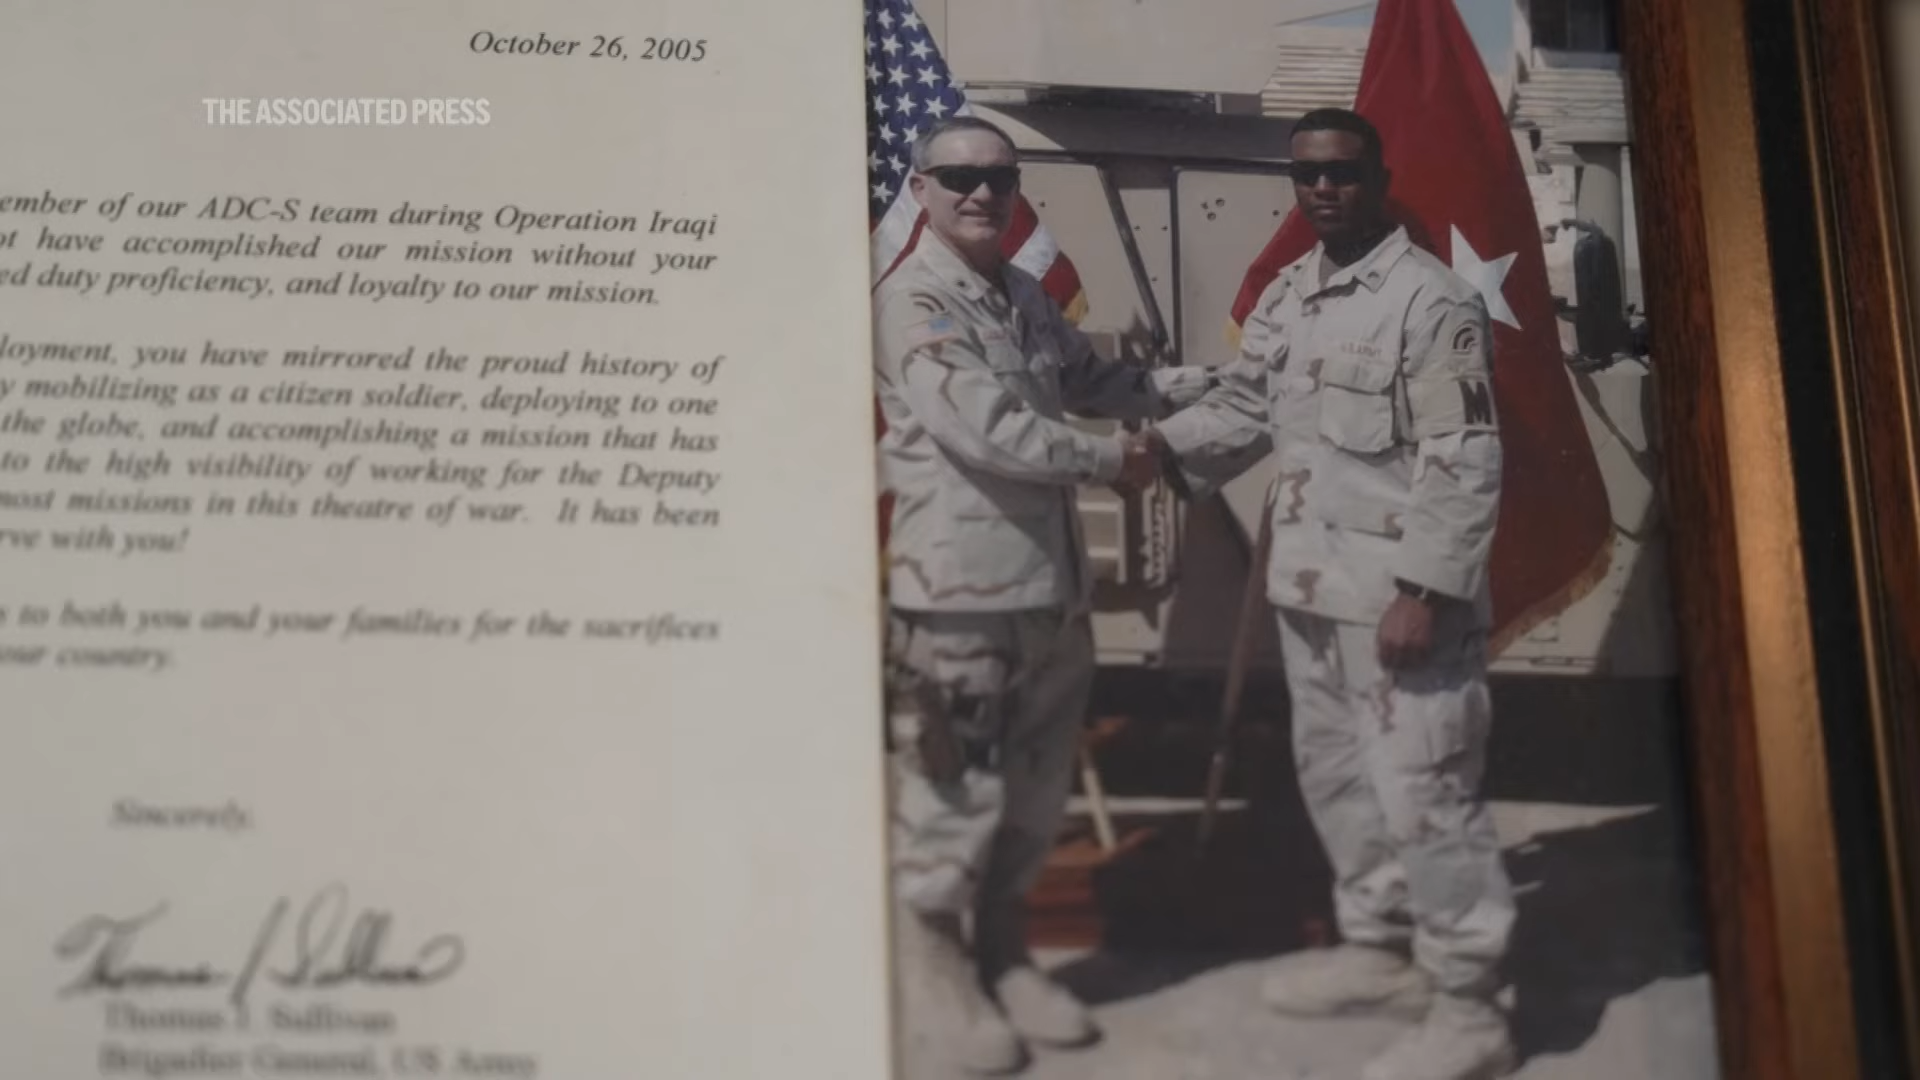 October 26, 2005
THE ASSOCIATED PRESS
ember of our ADC-S team during Operation Iraqi
ot have accomplished our mission without your
ed duty proficiency, and loyalty to our mission.
loyment, you have mirrored the proud history of
y mobilizing as a citizen soldier, deploying to one
the globe, and accomplishing a mission that has
to the high visibility of working for the Deputy
most missions in this theatre of war. It has been
rve with you!
s to both you and your families for the sacrifices
our country.
Sincerely,
Thomas J. Sullivan
Brigadier General, US Army
U.S. ARMY
M